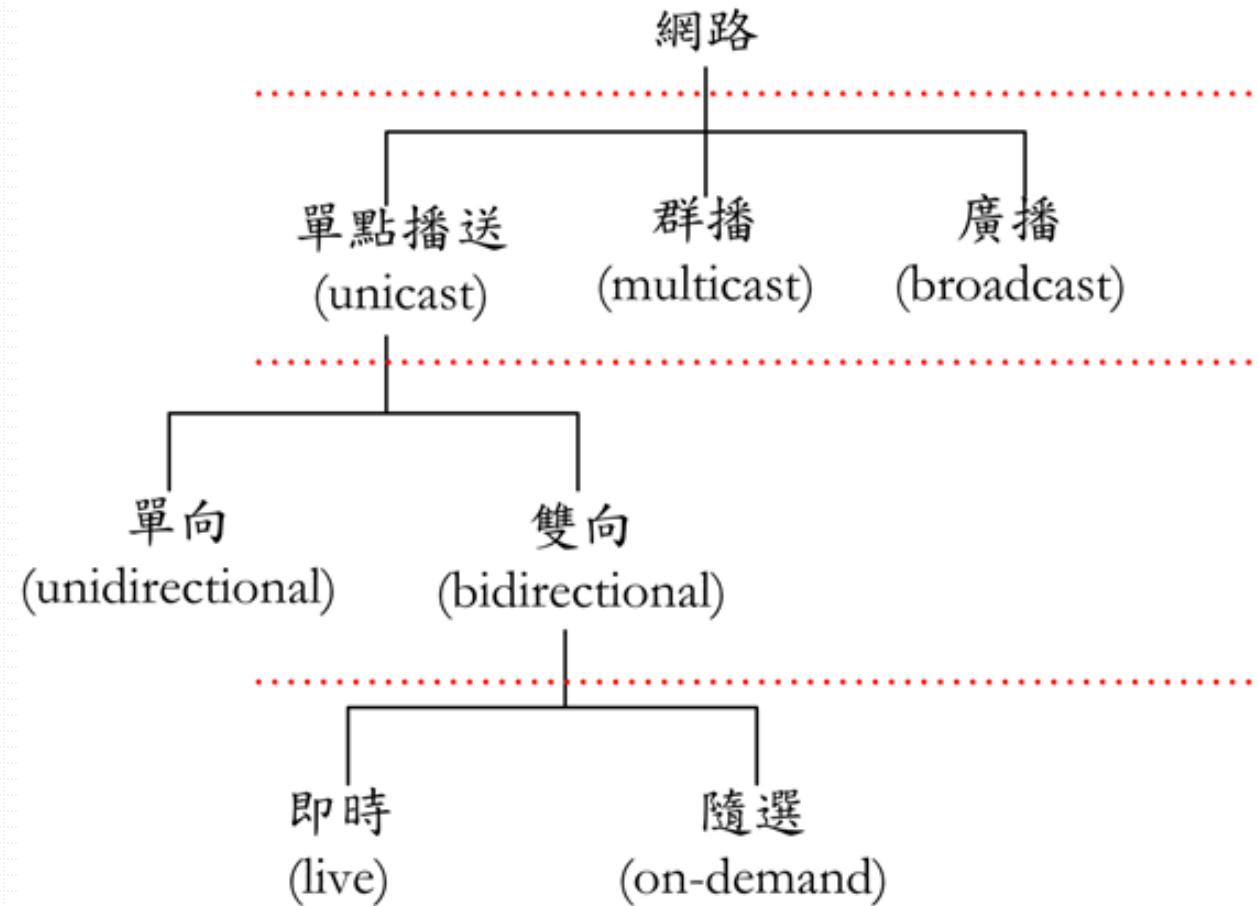 網路
單點播送
(unicast)
群播
(multicast)
廣播
(broadcast)
單向
(unidirectional)
雙向
(bidirectional)
即時
(live)
隨選
(on-demand)